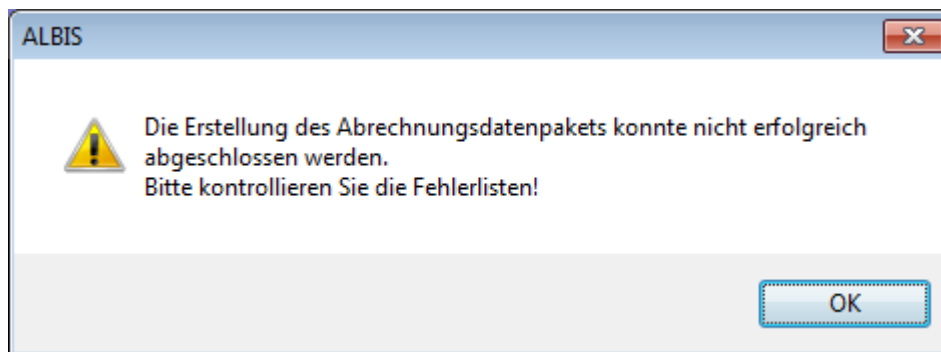 ALBIS
Die Erstellung des Abrechnungsdatenpakets konnte nicht erfolgreich
abgeschlossen werden.
Bitte kontrollieren Sie die Fehlerlisten!
OK